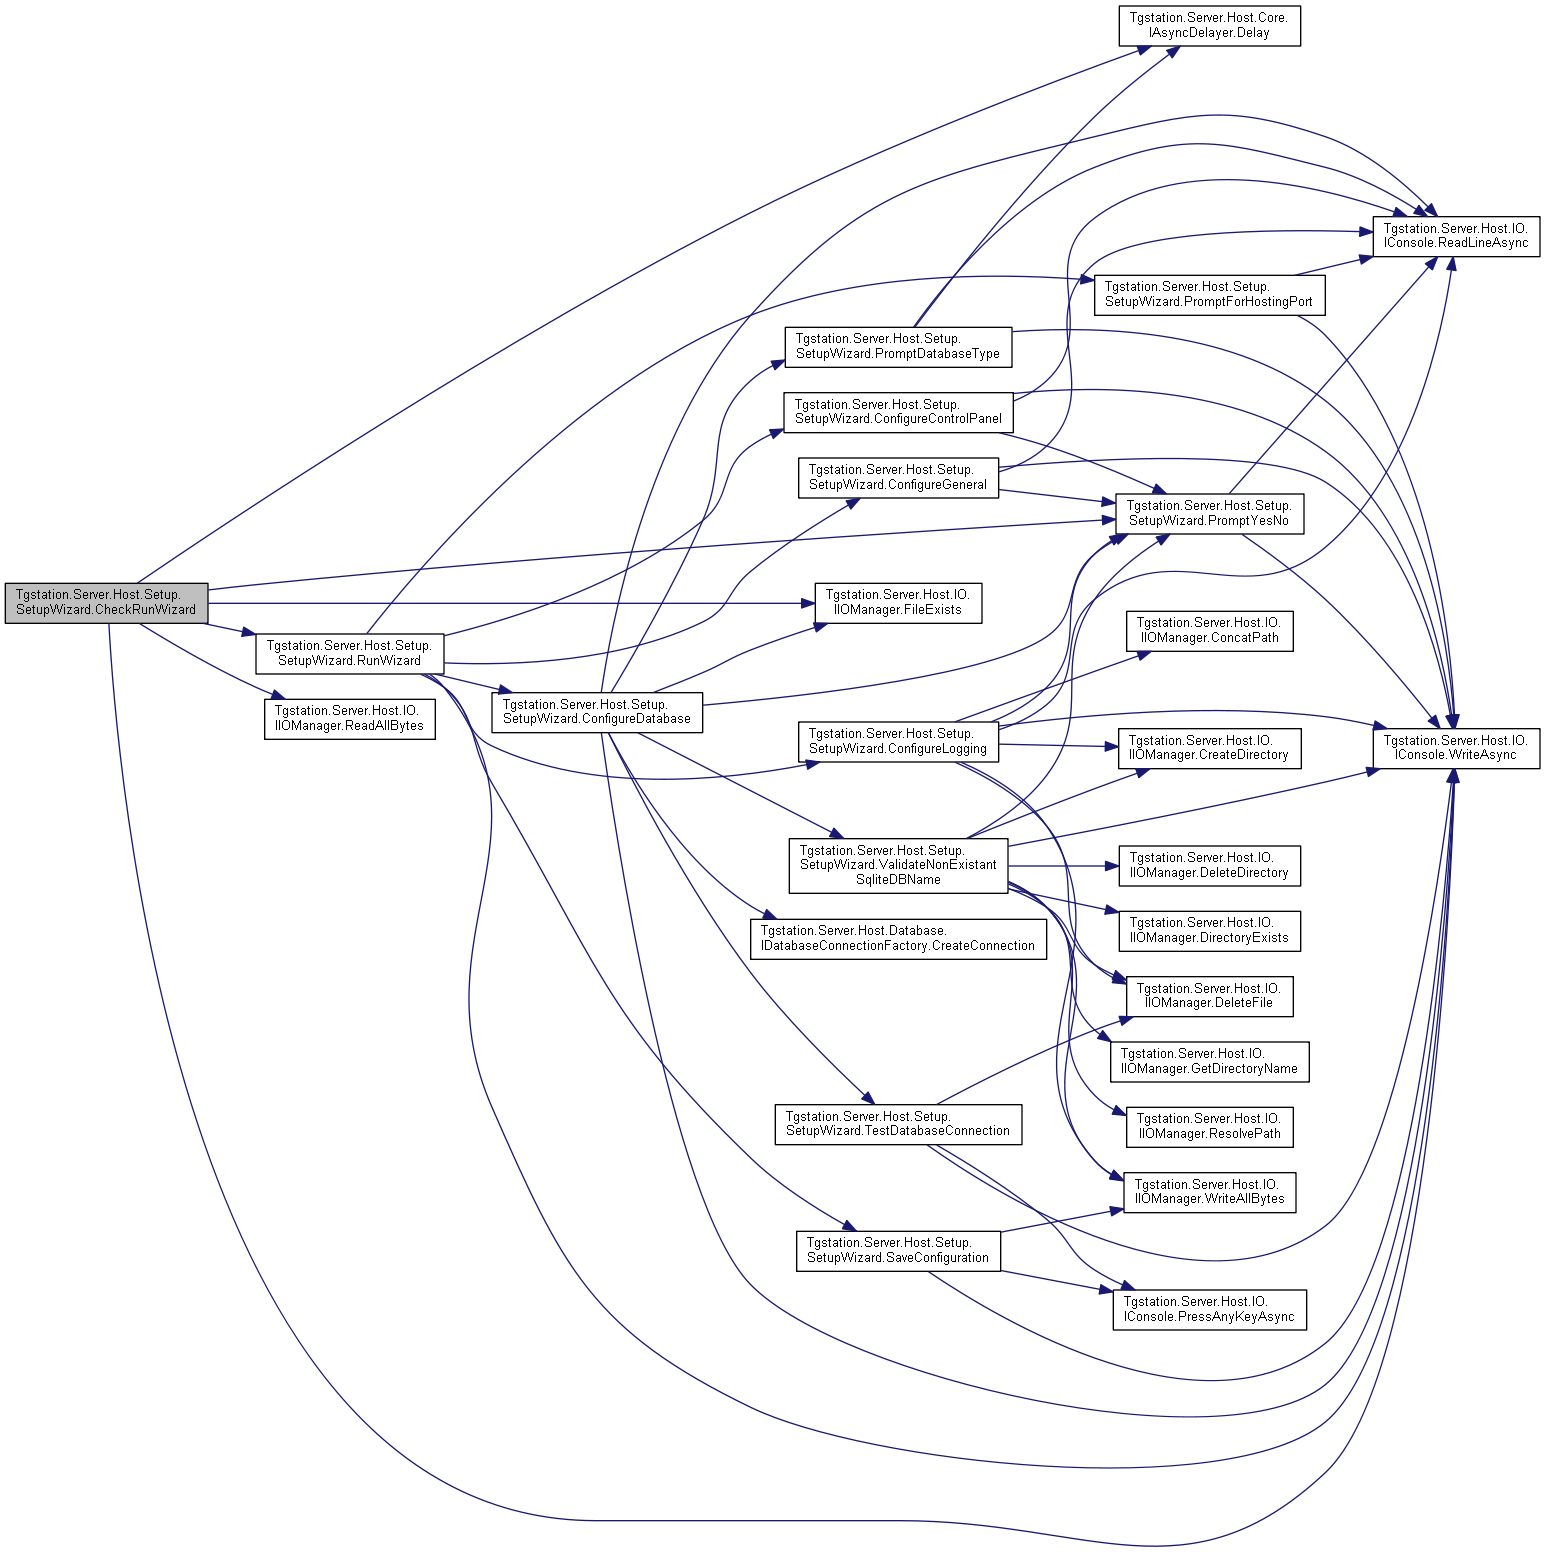 Tgstation.Server.Host.Core.
IAsyncDelayer.Delay
Tgstation.Server.Host.IO.
IConsole.ReadLineAsync
Tgstation.Server.Host.Setup.
SetupWizard.PromptForHostingPort
Tgstation.Server.Host.Setup.
SetupWizard.PromptDatabaseType
Tgstation.Server.Host.Setup.
SetupWizard.ConfigureControlPanel
Tgstation.Server.Host.Setup.
SetupWizard.ConfigureGeneral
Tgstation.Server.Host.Setup.
SetupWizard.PromptYesNo
Tgstation.Server.Host.Setup.
SetupWizard.CheckRunWizard
Tgstation.Server.Host.IO.
IIOManager.FileExists
Tgstation.Server.Host.IO.
IIOManager.ConcatPath
Tgstation.Server.Host.Setup.
SetupWizard.RunWizard
Tgstation.Server.Host.IO.
IIOManager.ReadAllBytes
Tgstation.Server.Host.Setup.
SetupWizard.ConfigureDatabase
Tgstation.Server.Host.Setup.
SetupWizard.ConfigureLogging
Tgstation.Server.Host.IO.
IIOManager.CreateDirectory
Tgstation.Server.Host.IO.
IConsole.WriteAsync
Tgstation.Server.Host.Setup.
SetupWizard.ValidateNonExistant
SqliteDBName
Tgstation.Server.Host.IO.
IIOManager.DeleteDirectory
Tgstation.Server.Host.Database.
IDatabaseConnectionFactory.CreateConnection
Tgstation.Server.Host.IO.
IIOManager.DirectoryExists
Tgstation.Server.Host.IO.
IIOManager.DeleteFile
Tgstation.Server.Host.IO.
IIOManager.GetDirectoryName
Tgstation.Server.Host.Setup.
SetupWizard.TestDatabaseConnection
Tgstation.Server.Host.IO.
IIOManager.ResolvePath
Tgstation.Server.Host.IO.
IIOManager.WriteAllBytes
Tgstation.Server.Host.Setup.
SetupWizard.SaveConfiguration
Tgstation.Server.Host.IO.
IConsole.PressAnyKeyAsync